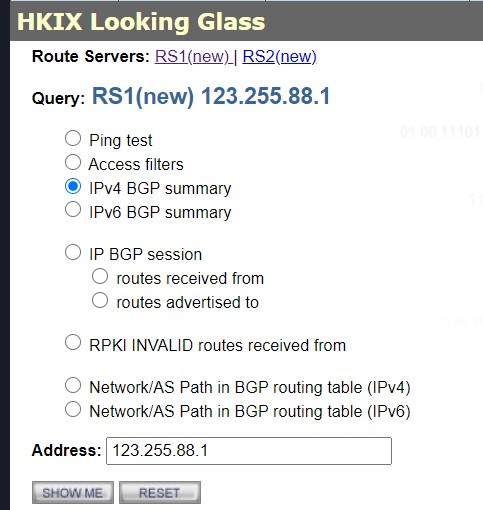 HKIX Looking Glass
Route Servers: RS1(new) | RS2(new)
Query: RS1(new) 123.255.88.1
Ping test
Access filters
IPv4 BGP summary
IPv6 BGP summary
IP BGP session
routes received from
routes advertised to
RPKI INVALID routes received from
Network/AS Path in BGP routing table (IPv4)
Network/AS Path in BGP routing table (IPv6)
Address: 123.255.88.1
SHOW ME RESET